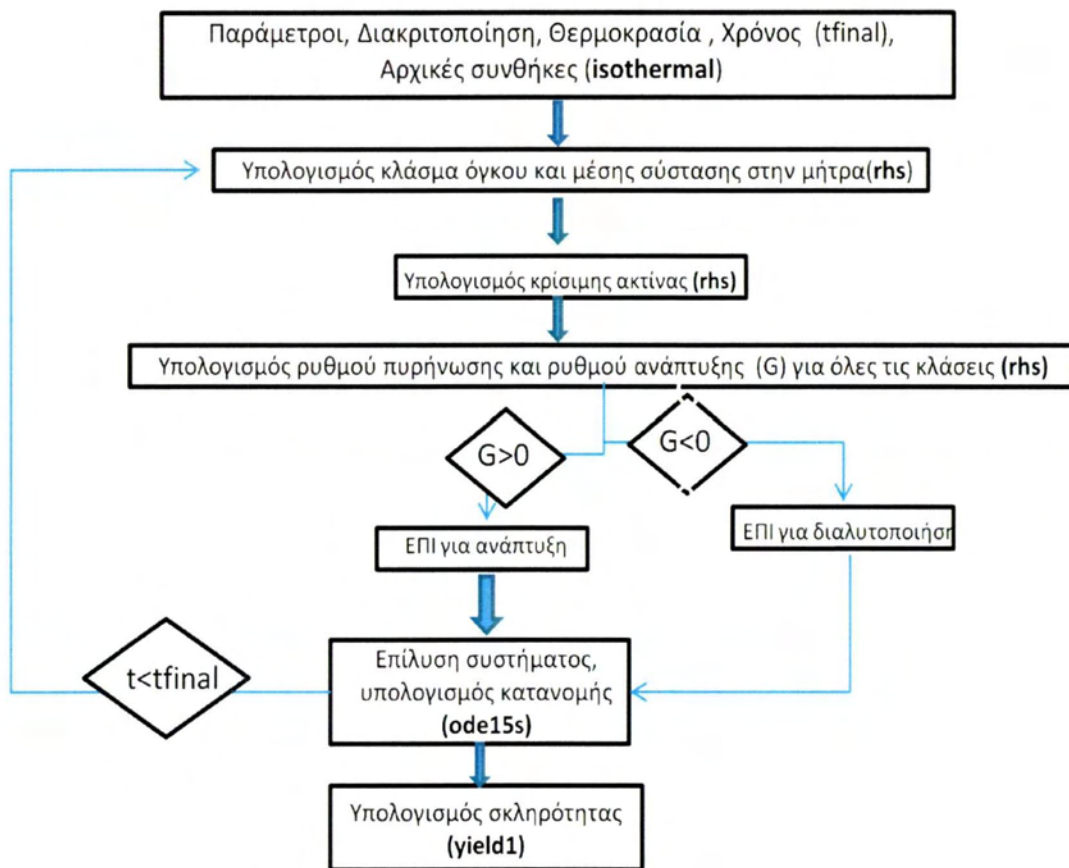 Παράμετροι, Διακριτοποίηση, Θερμοκρασία , Χρόνος (tfinal),
Αρχικές συνθήκες (isothermal)
Υπολογισμός κλάσμα όγκου και μέσης σύστασης στην μήτρα(rhs)
Υπολογισμός κρίσιμης ακτίνας (rhs)
Υπολογισμός ρυθμού πυρήνωσης και ρυθμού ανάπτυξης (G) για όλες τις κλάσεις (rhs)
G>0
G<0
ΕΠΙ για ανάπτυξη
ΕΠΙ για διαλυτοποιήση
t<tfinal
Επίλυση συστήματος,
υπολογισμός κατανομής
(ode15s)
Υπολογισμός σκληρότητας
(yield1)